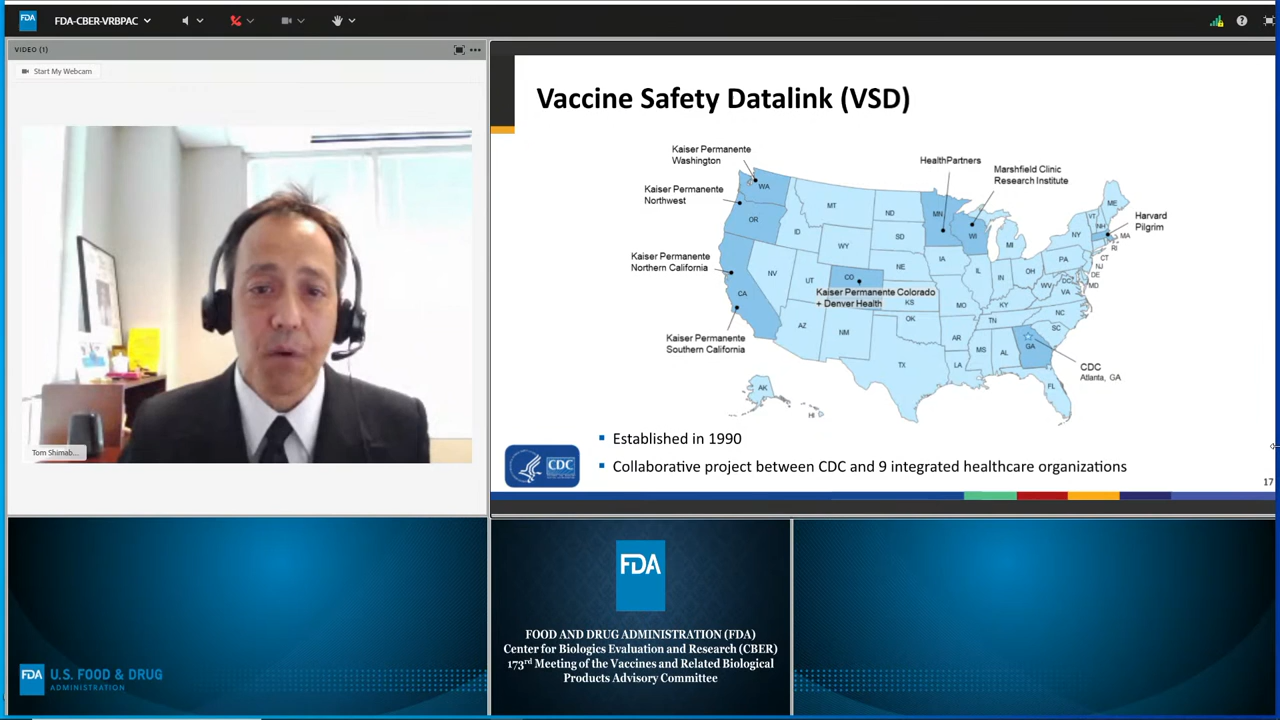 FDA
FDA-CBER-VRBPAC
VIDEO (1)
Start My Webcam
Tom Shimab...
Vaccine Safety Datalink (VSD)
Kaiser Permanente
Washington
Kaiser Permanente
Northwest
Kaiser Permanente
Northern California
Kaiser Permanente
Southern California
HealthPartners
Marshfield Clinic
Research Institute
Harvard
Pilgrim
Kaiser Permanente Colorado
+ Denver Health
CDC
Atlanta, GA
WA
OR
CA
NV
ID
MT
WY
UT
AZ
CO
NM
ND
SD
NE
KS
OK
TX
MN
IA
MO
AR
LA
WI
IL
MI
IN
OH
KY
TN
MS
AL
GA
FL
SC
NC
VA
WV
PA
NY
VT
NH
ME
MA
RI
CT
NJ
DE
MD
DC
AK
HI
Established in 1990
Collaborative project between CDC and 9 integrated healthcare organizations
CDC
17
FDA
U.S. FOOD & DRUG
ADMINISTRATION
FDA
FOOD AND DRUG ADMINISTRATION (FDA)
Center for Biologics Evaluation and Research (CBER)
173rd Meeting of the Vaccines and Related Biological
Products Advisory Committee